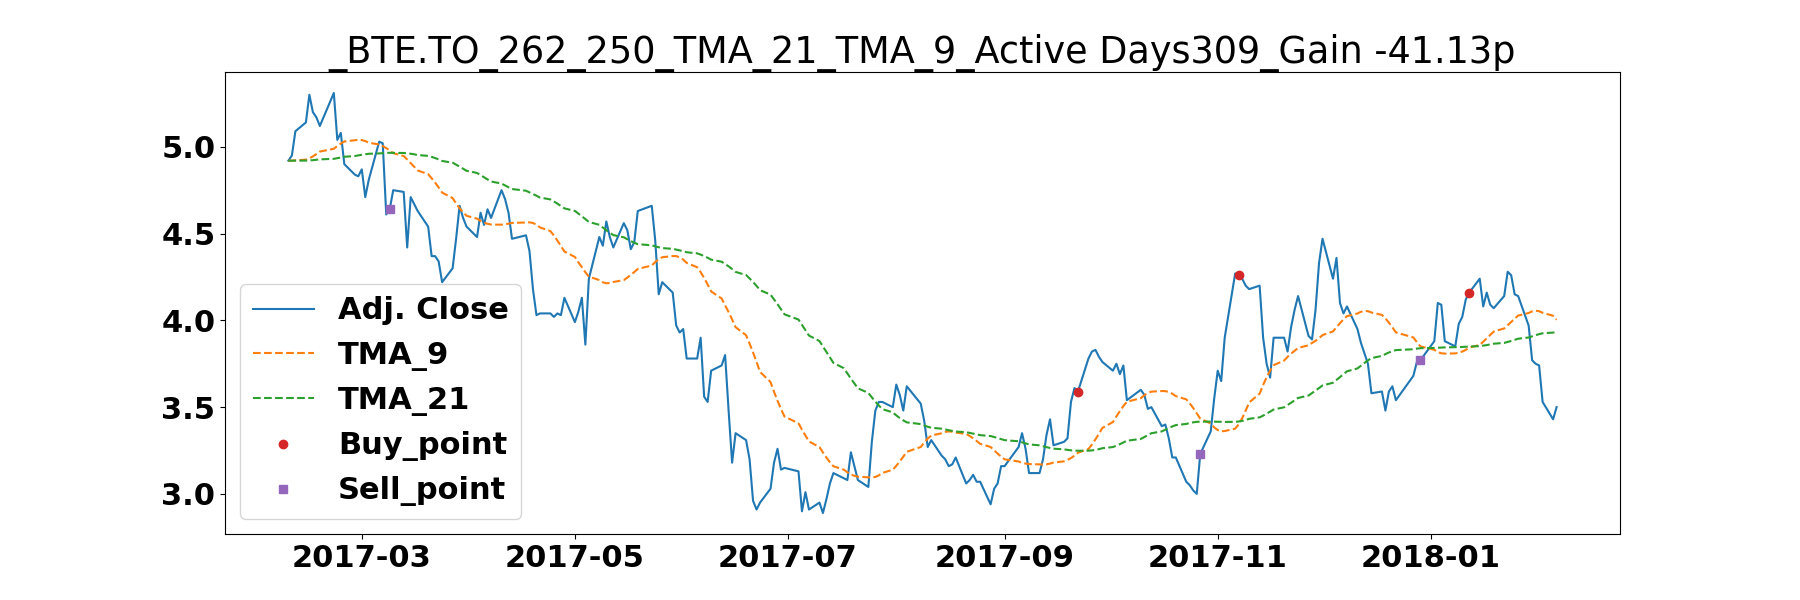 _BTE.TO_262_250_TMA_21_TMA_9_Active Days309_Gain -41.13p
5.0
4.5
4.0
3.5
3.0
Adj. Close
TMA_9
TMA_21
Buy_point
Sell_point
2017-03 2017-05 2017-07 2017-09 2017-11 2018-01